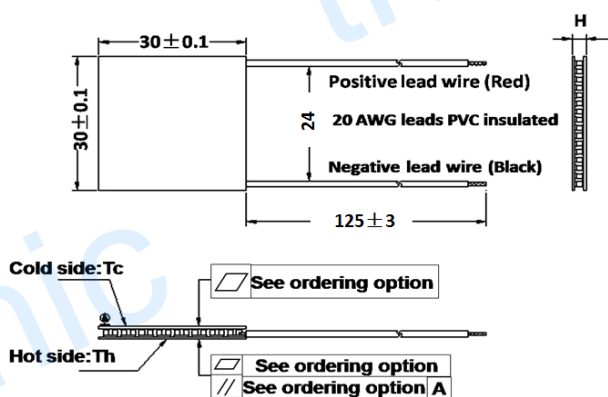 30±0.1
H
30±0.1
Positive lead wire (Red)
24
20 AWG leads PVC insulated
Negative lead wire (Black)
125±3
Cold side:Tc
See ordering option
A
Hot side:Th
See ordering option
// See ordering option A
nic